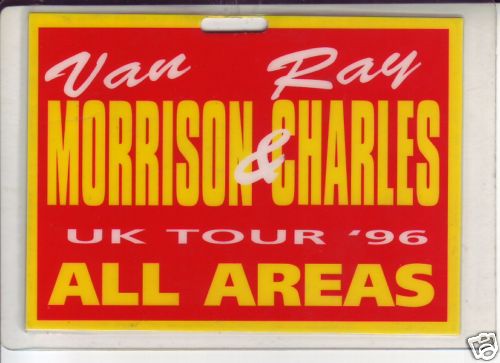 Van Ray
MORRISON & CHARLES
UK TOUR '96
ALL AREAS